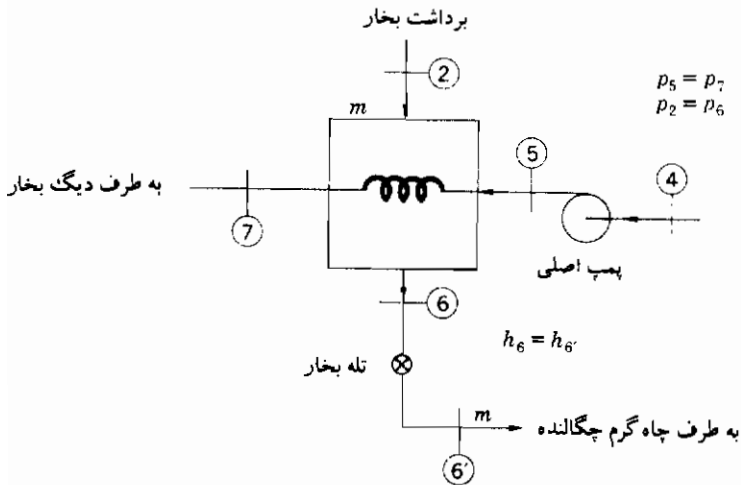 برداشت بخار
2
p₅ = p₇
p₂ = p₆
m
5
4
به طرف دیگ بخار
7
پمپ اصلی
6
h₆ = h₆′
تله بخار
m
به طرف چاه گرم چگالنده
6′